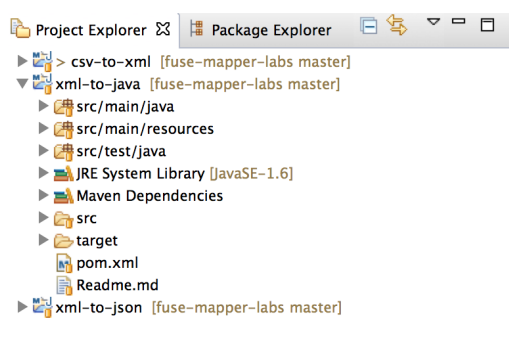 Project Explorer Package Explorer
> csv-to-xml [fuse-mapper-labs master]
xml-to-java [fuse-mapper-labs master]
src/main/java
src/main/resources
src/test/java
JRE System Library [JavaSE-1.6]
Maven Dependencies
src
target
pom.xml
Readme.md
xml-to-json [fuse-mapper-labs master]